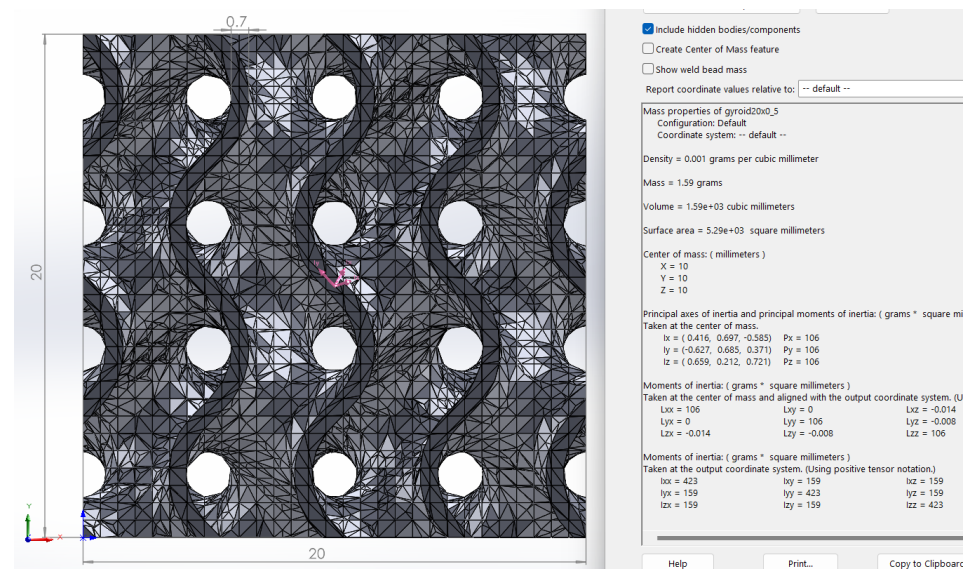 0.7
20
20
Y
X
Include hidden bodies/components
Create Center of Mass feature
Show weld bead mass
Report coordinate values relative to: -- default --
Mass properties of gyroid20x0_5
Configuration: Default
Coordinate system: -- default --
Density = 0.001 grams per cubic millimeter
Mass = 1.59 grams
Volume = 1.59e+03 cubic millimeters
Surface area = 5.29e+03 square millimeters
Center of mass: ( millimeters )
X = 10
Y = 10
Z = 10
Principal axes of inertia and principal moments of inertia: ( grams * square mi
Taken at the center of mass.
Ix = ( 0.416, 0.697, -0.585) Px = 106
Iy = (-0.627, 0.685, 0.371) Py = 106
Iz = ( 0.659, 0.212, 0.721) Pz = 106
Moments of inertia: ( grams * square millimeters )
Taken at the center of mass and aligned with the output coordinate system. (U
Lxx = 106 Lxy = 0 Lxz = -0.014
Lyx = 0 Lyy = 106 Lyz = -0.008
Lzx = -0.014 Lzy = -0.008 Lzz = 106
Moments of inertia: ( grams * square millimeters )
Taken at the output coordinate system. (Using positive tensor notation.)
Ixx = 423 Ixy = 159 Ixz = 159
Iyx = 159 Iyy = 423 Iyz = 159
Izx = 159 Izy = 159 Izz = 423
Help Print... Copy to Clipboard